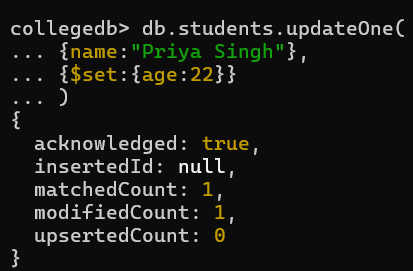 collegedb> db.students.updateOne(
... {name:"Priya Singh"},
... {$set:{age:22}}
... )
{
  acknowledged: true,
  insertedId: null,
  matchedCount: 1,
  modifiedCount: 1,
  upsertedCount: 0
}